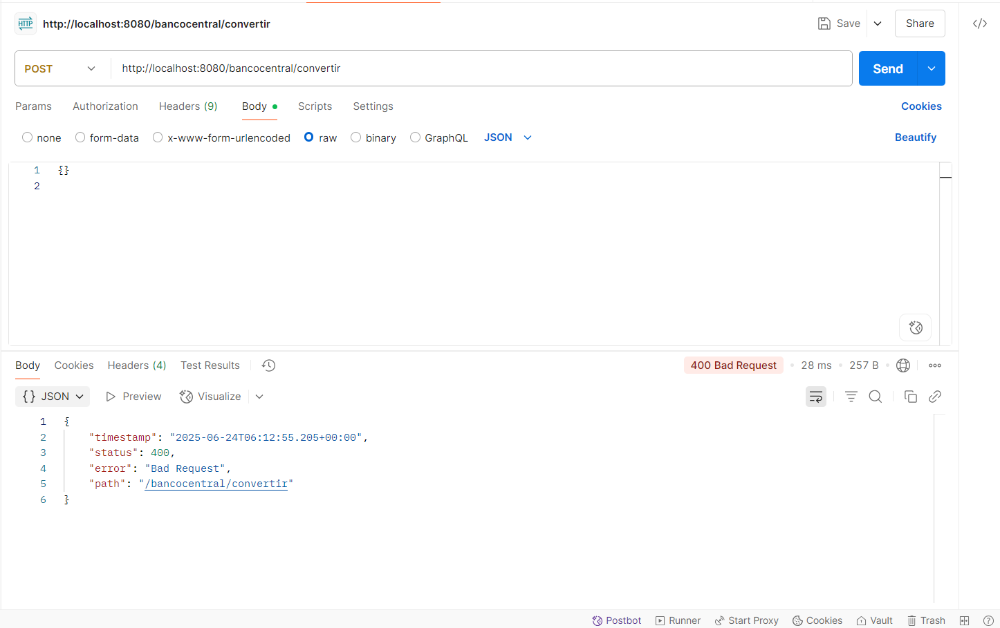 HTTP http://localhost:8080/bancocentral/convertir Save Share
POST http://localhost:8080/bancocentral/convertir Send
Params Authorization Headers (9) Body Scripts Settings Cookies
none form-data x-www-form-urlencoded raw binary GraphQL JSON Beautify
1 {}
2
Body Cookies Headers (4) Test Results 400 Bad Request 28 ms 257 B
{} JSON Preview Visualize
1 {
2 "timestamp": "2025-06-24T06:12:55.205+00:00",
3 "status": 400,
4 "error": "Bad Request",
5 "path": "/bancocentral/convertir"
6 }
Postbot Runner Start Proxy Cookies Vault Trash